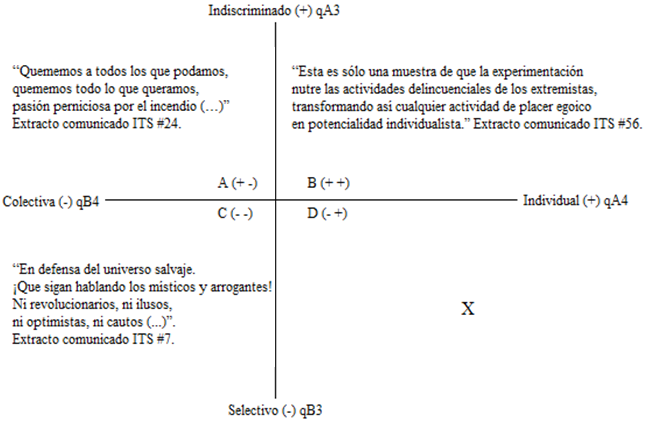 Indiscriminado (+) qA3
“Quememos a todos los que podamos,
quememos todo lo que queramos,
pasión perniciosa por el incendio (…)”
Extracto comunicado ITS #24.
“Esta es sólo una muestra de que la experimentación
nutre las actividades delincuenciales de los extremistas,
transformando asi cualquier actividad de placer egoico
en potencialidad individualista.” Extracto comunicado ITS #56.
A (+ -)
B (+ +)
Colectiva (-) qB4
Individual (+) qA4
C (- -)
D (- +)
“En defensa del universo salvaje.
¡Que sigan hablando los misticos y arrogantes!
Ni revolucionarios, ni ilusos,
ni optimistas, ni cautos (...)”.
Extracto comunicado ITS #7.
X
Selectivo (-) qB3